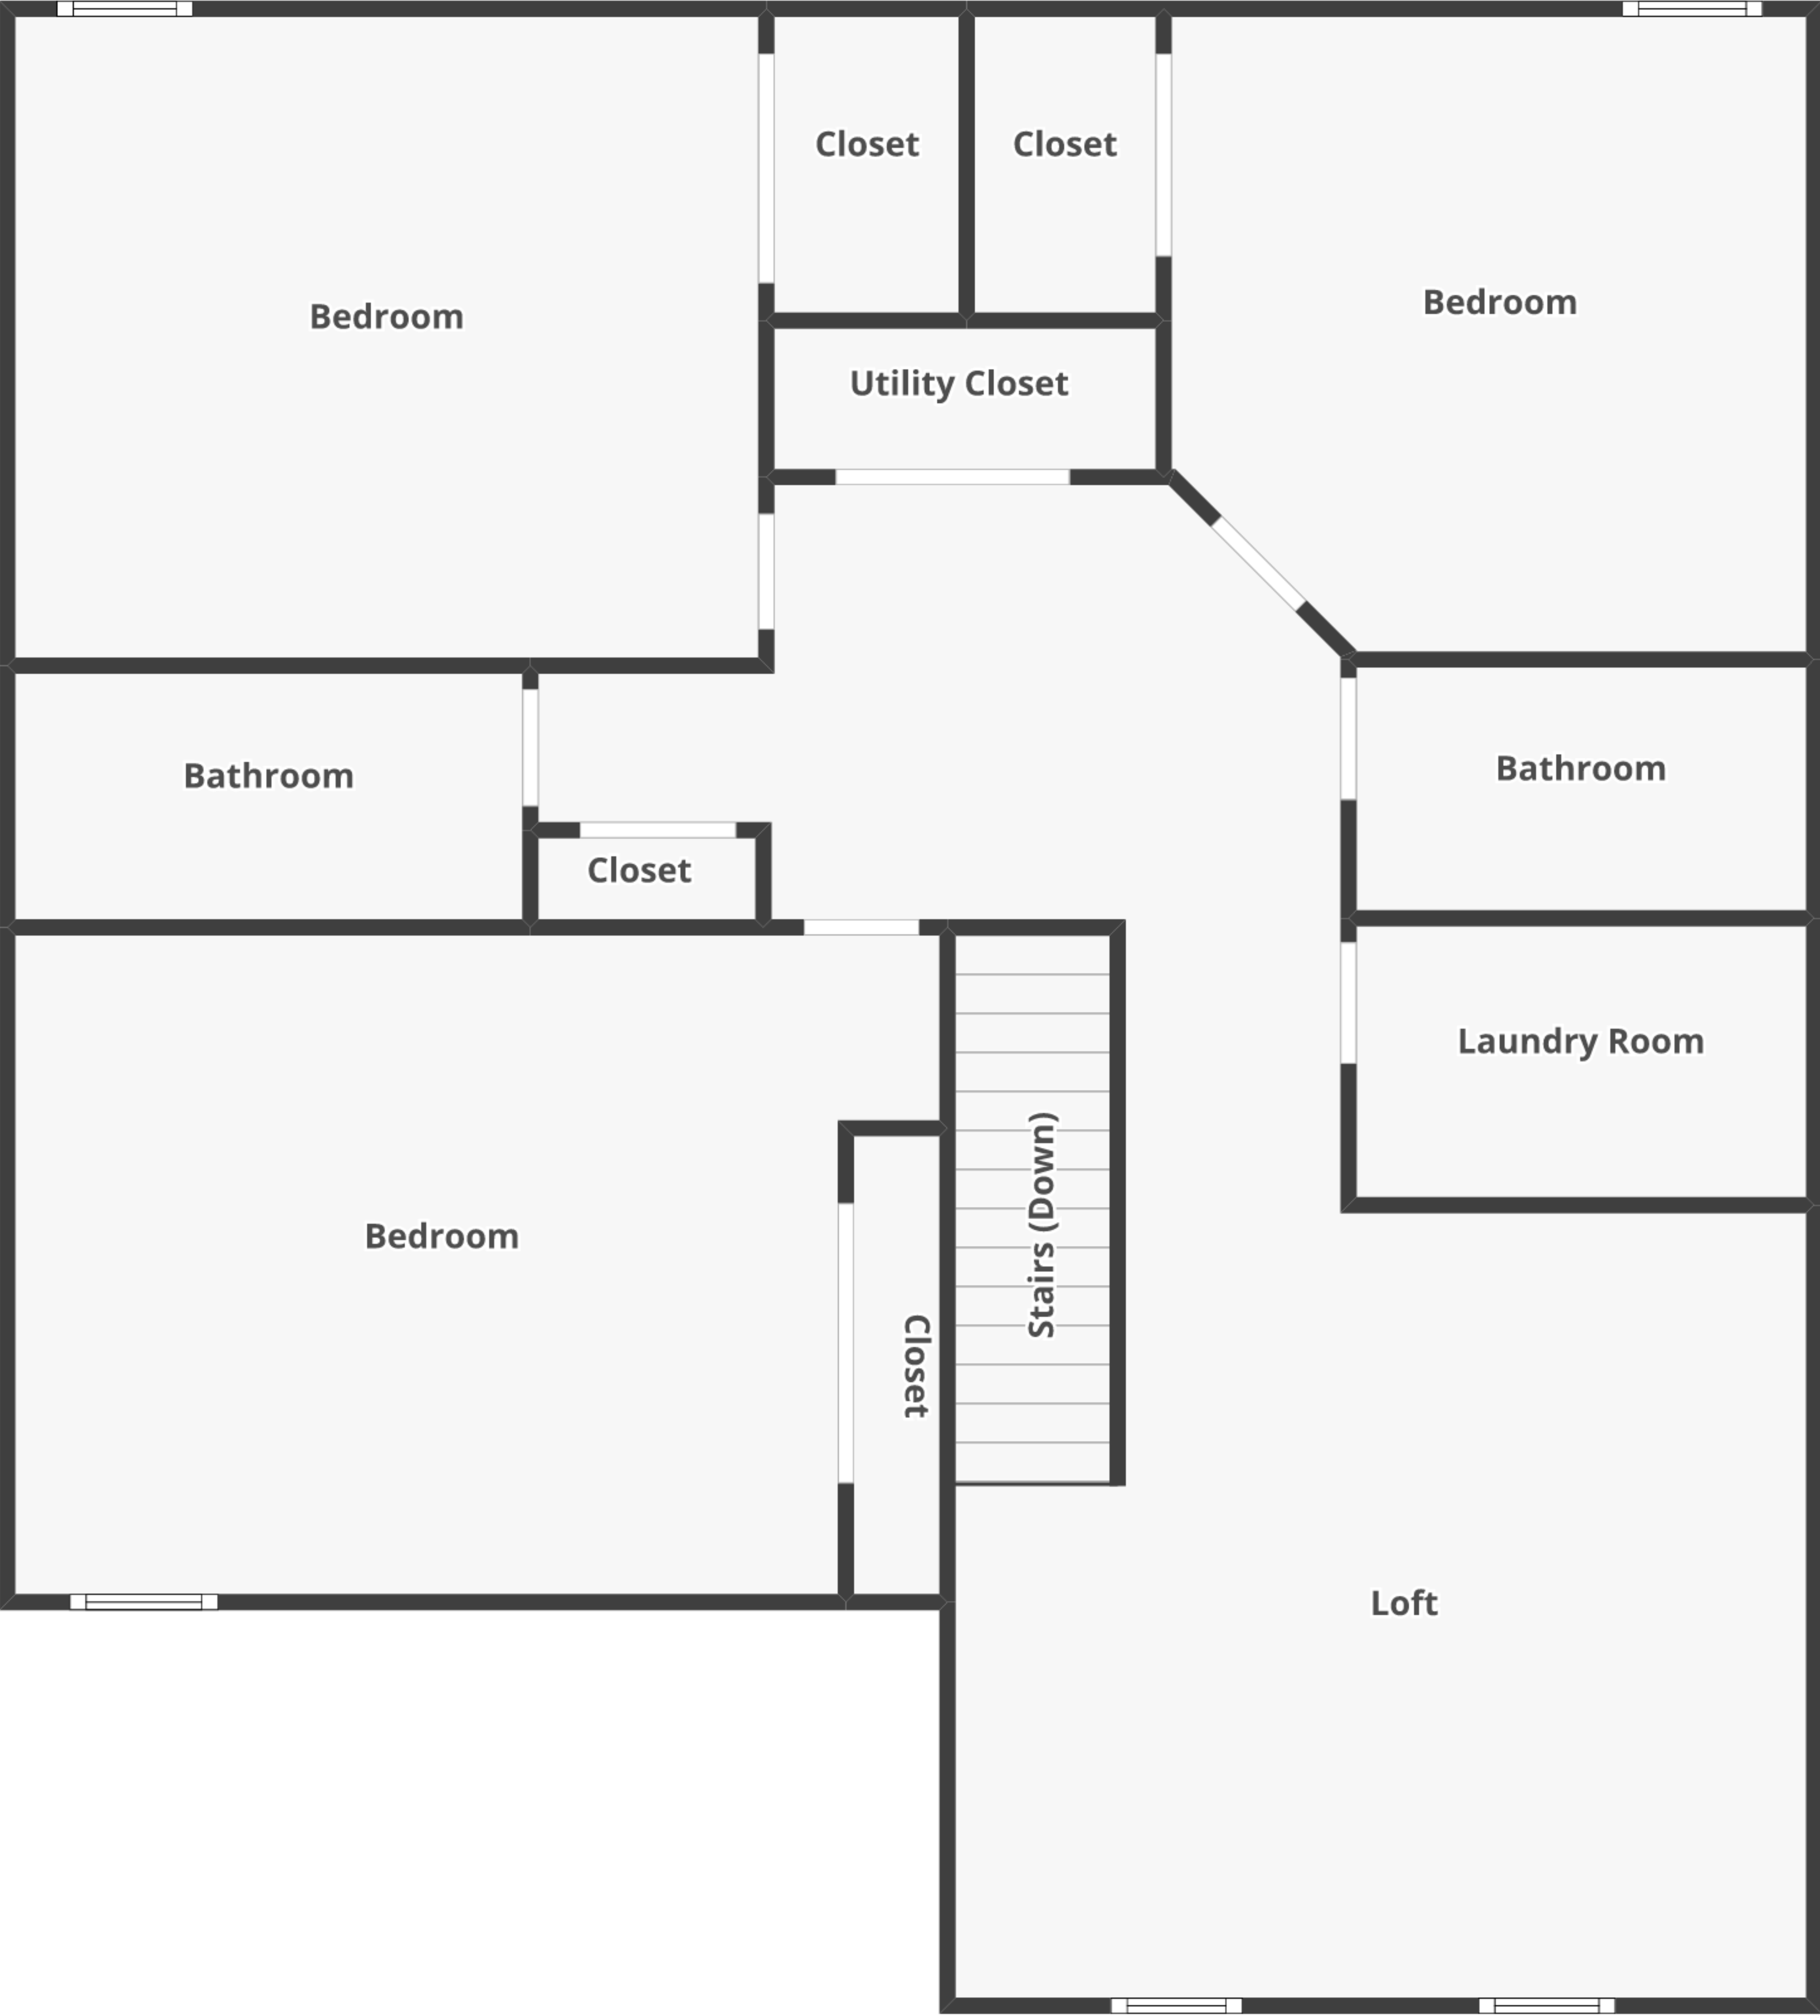 Closet
Closet
Bedroom
Bedroom
Utility Closet
Bathroom
Bathroom
Closet
Laundry Room
Stairs (Down)
Bedroom
Closet
Loft